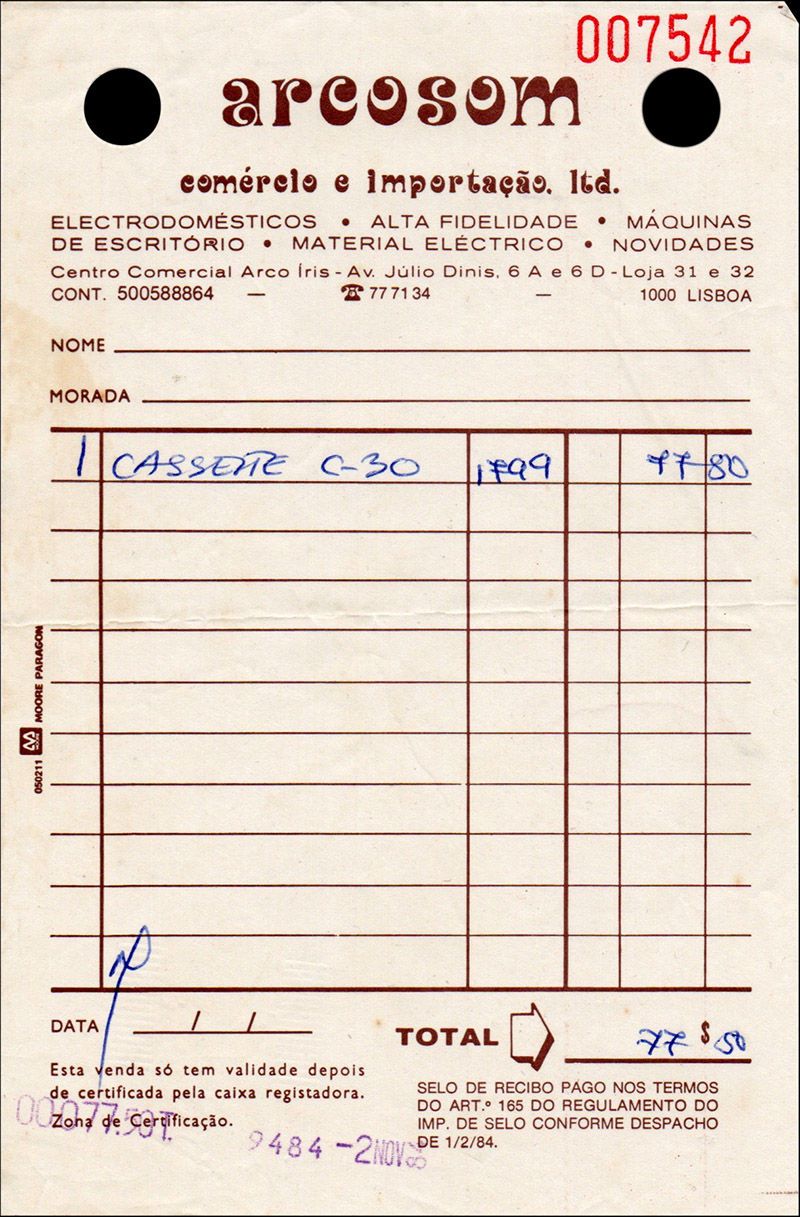 007542
arcosom
comércio e importação. ltd.
ELECTRODOMÉSTICOS • ALTA FIDELIDADE • MÁQUINAS
DE ESCRITÓRIO • MATERIAL ELÉCTRICO • NOVIDADES
Centro Comercial Arco Íris - Av. Júlio Dinis, 6 A e 6 D - Loja 31 e 32
CONT. 500588864 — ☎ 77 71 34 — 1000 LISBOA
NOME
MORADA
1 CASSETTE C-30 1799 77 80
050211 MOORE PARAGON
DATA / /
TOTAL 77 $ 50
Esta venda só tem validade depois
de certificada pela caixa registadora.
Zona de Certificação.
00077.50T.
9484 -2NOV
SELO DE RECIBO PAGO NOS TERMOS
DO ART.º 165 DO REGULAMENTO DO
IMP. DE SELO CONFORME DESPACHO
DE 1/2/84.